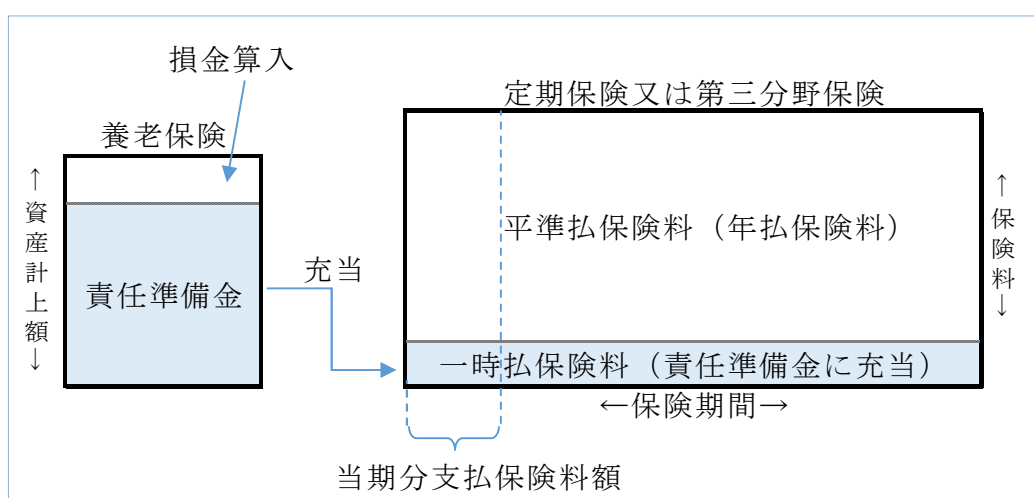 損金算入
定期保険又は第三分野保険
養老保険
←資産計上額→
責任準備金
充当
平準払保険料（年払保険料）
←保険料→
一時払保険料（責任準備金に充当）
←保険期間→
当期分支払保険料額